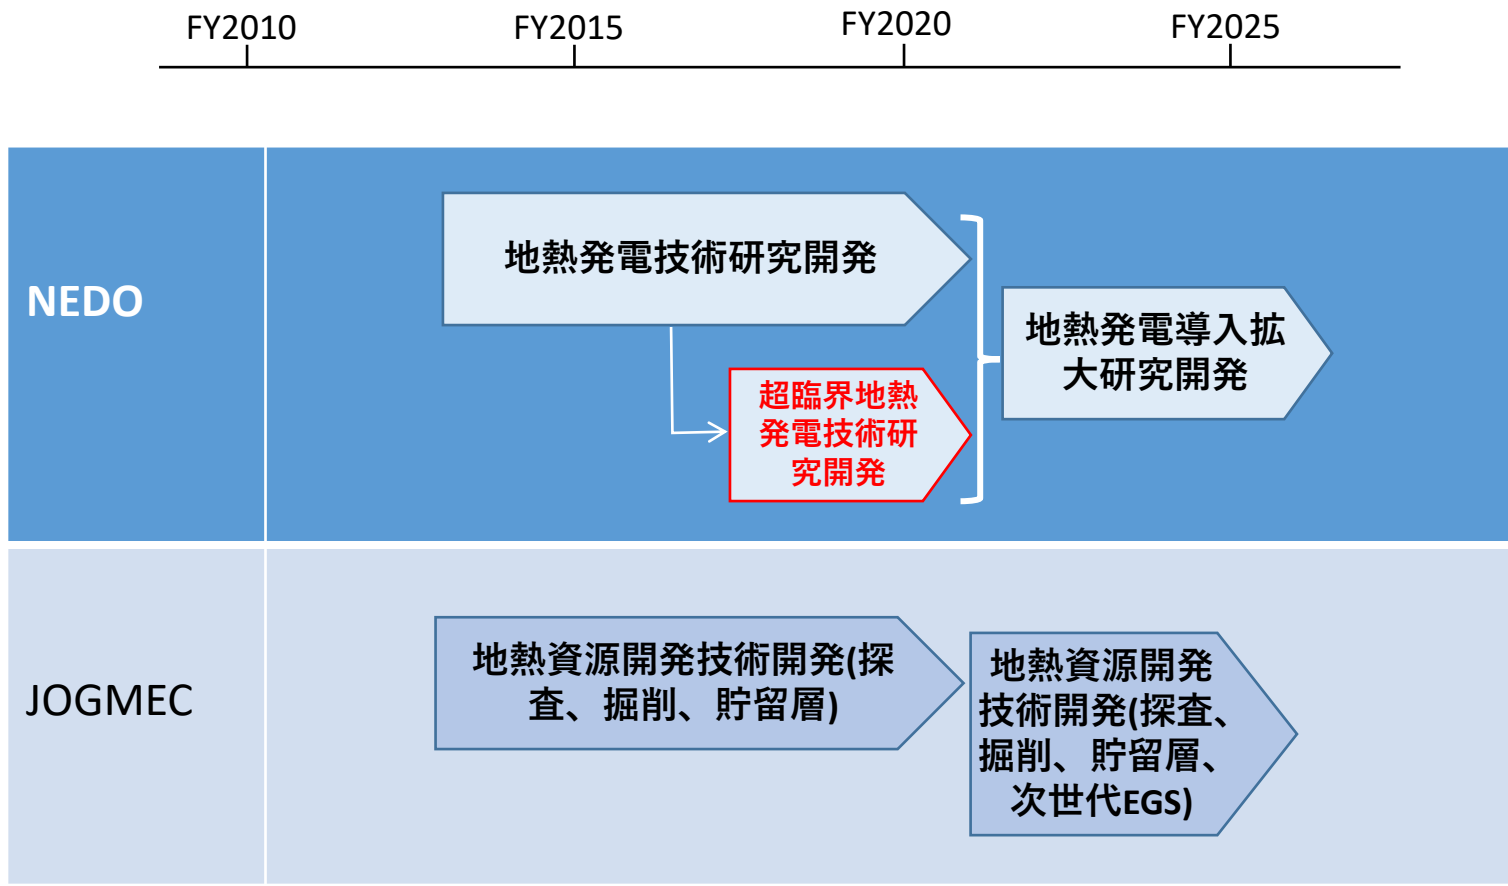 FY2010
FY2015
FY2020
FY2025
NEDO
地熱発電技術研究開発
超臨界地熱
発電技術研
究開発
地熱発電導入拡
大研究開発
JOGMEC
地熱資源開発技術開発(探
査、掘削、貯留層)
地熱資源開発
技術開発(探査、
掘削、貯留層、
次世代EGS)